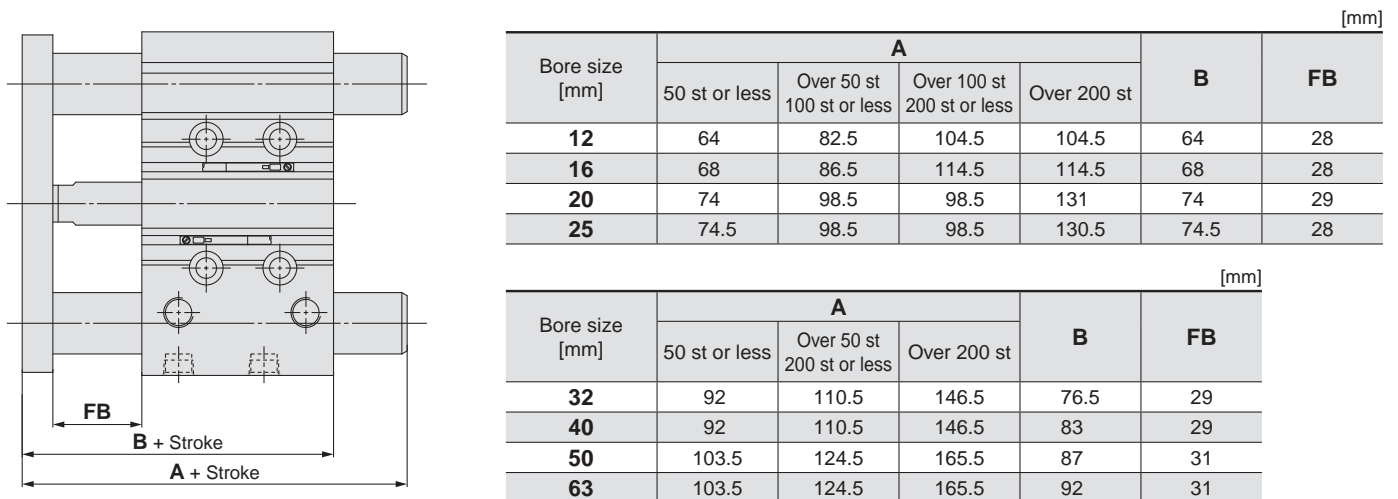 FB
B + Stroke
A + Stroke
[mm]
Bore size
[mm]
A
B
FB
50 st or less
Over 50 st
100 st or less
Over 100 st
200 st or less
Over 200 st
12 64 82.5 104.5 104.5 64 28
16 68 86.5 114.5 114.5 68 28
20 74 98.5 98.5 131 74 29
25 74.5 98.5 98.5 130.5 74.5 28
[mm]
Bore size
[mm]
A
B
FB
50 st or less
Over 50 st
200 st or less
Over 200 st
32 92 110.5 146.5 76.5 29
40 92 110.5 146.5 83 29
50 103.5 124.5 165.5 87 31
63 103.5 124.5 165.5 92 31